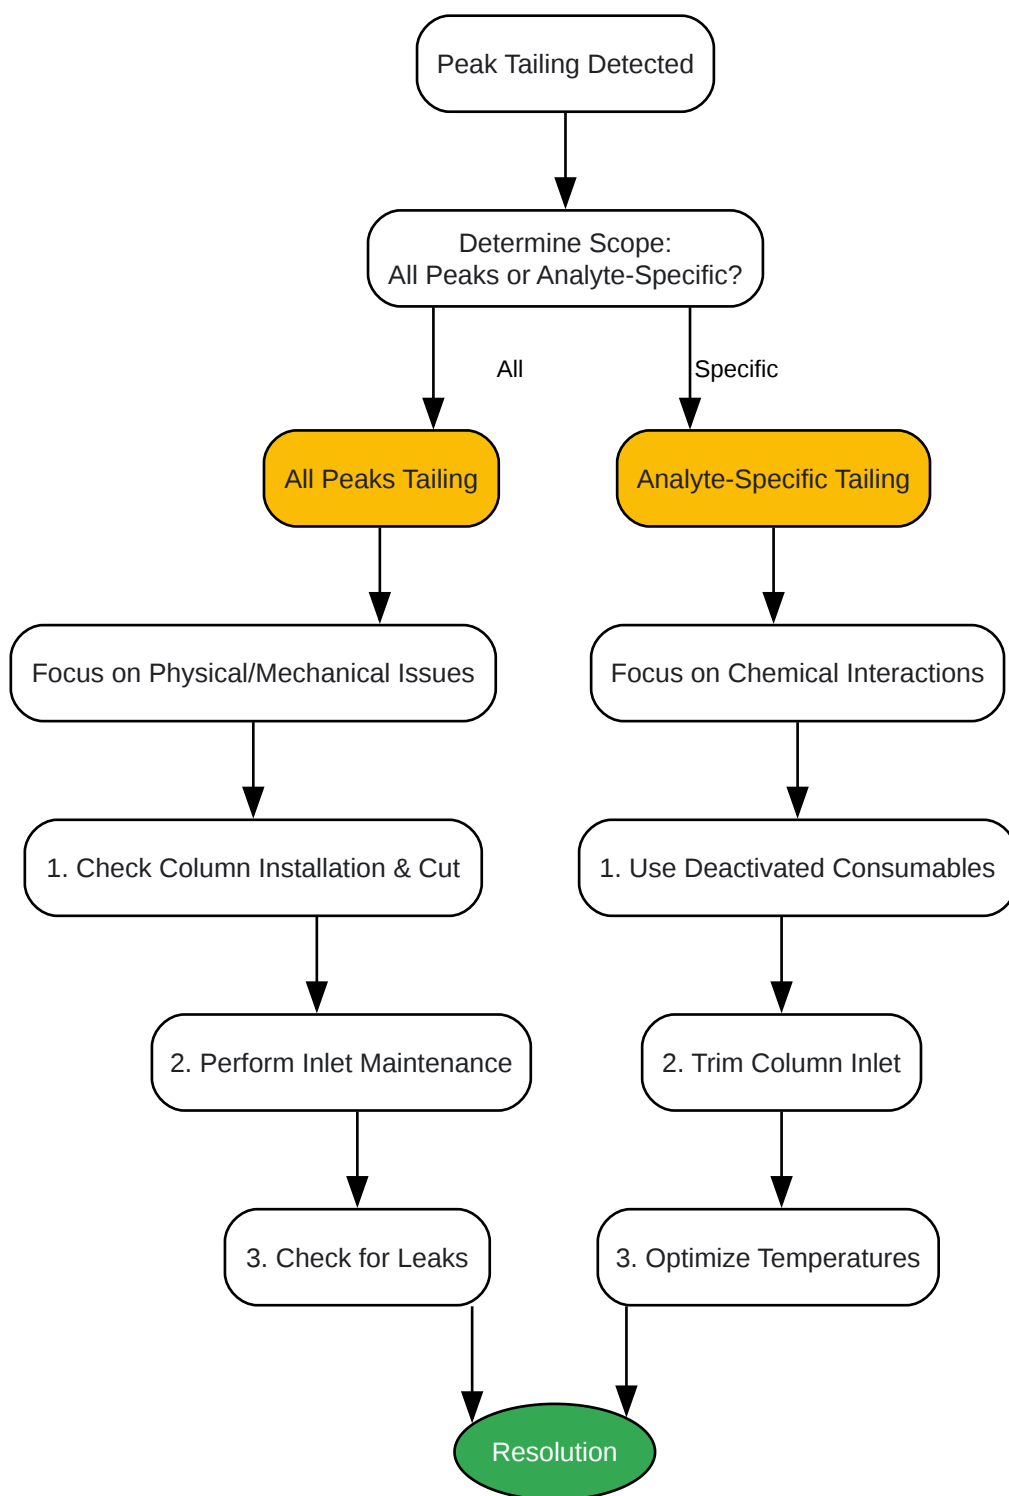 Peak Tailing Detected
Determine Scope:
All Peaks or Analyte-Specific?
All
Specific
All Peaks Tailing
Analyte-Specific Tailing
Focus on Physical/Mechanical Issues
Focus on Chemical Interactions
1. Check Column Installation & Cut
1. Use Deactivated Consumables
2. Perform Inlet Maintenance
2. Trim Column Inlet
3. Check for Leaks
3. Optimize Temperatures
Resolution